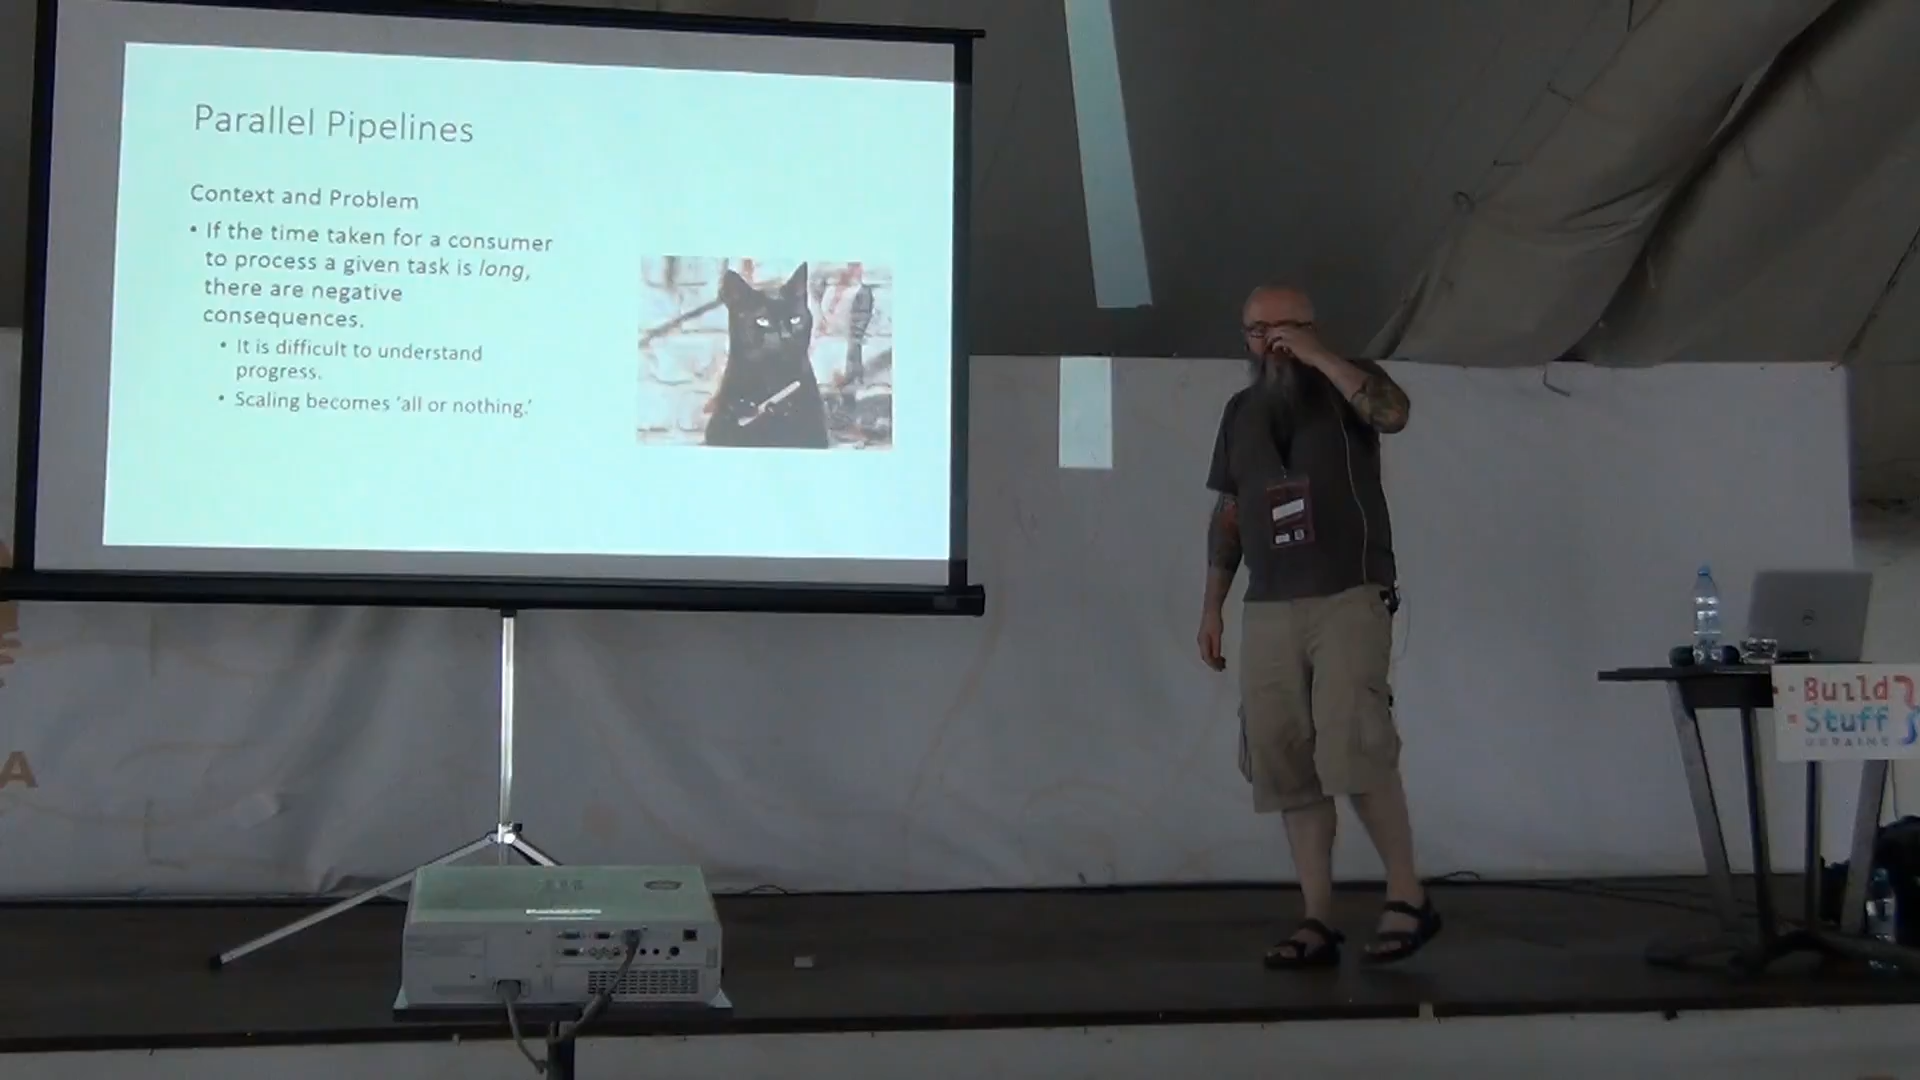 Parallel Pipelines
Context and Problem
• If the time taken for a consumer
to process a given task is long,
there are negative
consequences.
• It is difficult to understand
progress.
• Scaling becomes ‘all or nothing.’
Build
Stuff
UKRAINE
A